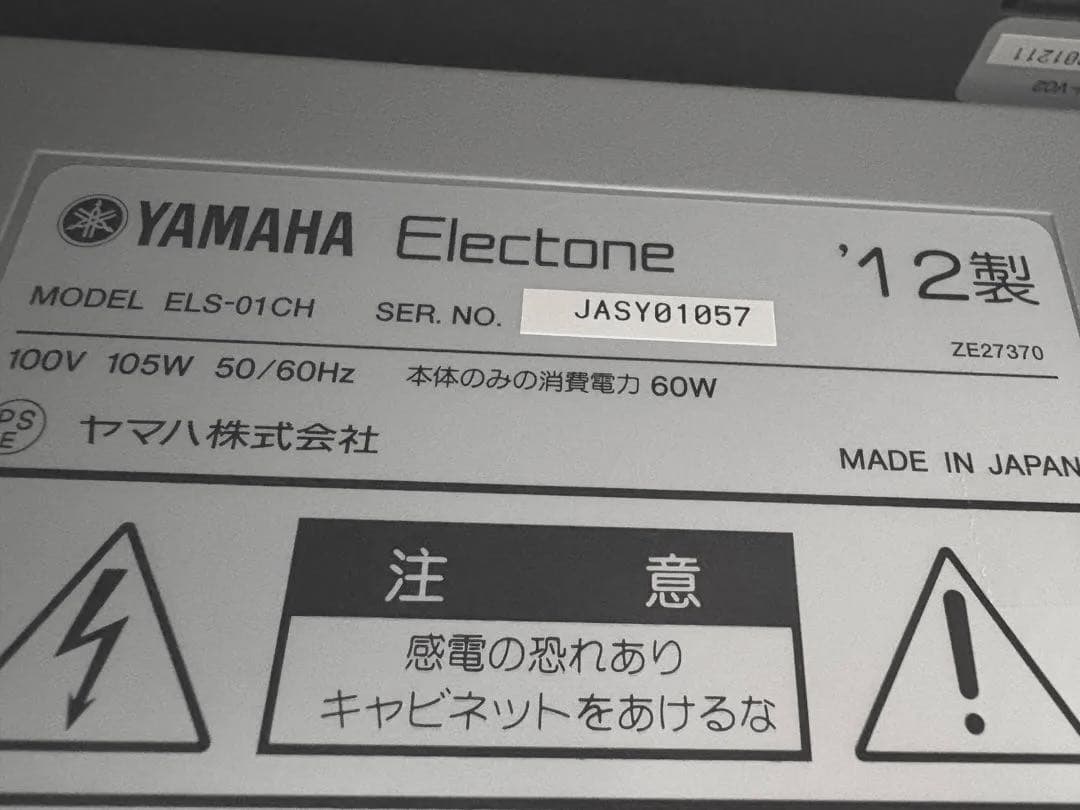 01211
-V02
YAMAHA Electone '12製
MODEL ELS-01CH SER. NO. JASY01057
ZE27370
100V 105W 50/60Hz 本体のみの消費電力 60W
PS
E
ヤマハ株式会社
MADE IN JAPAN
注 意
感電の恐れあり
キャビネットをあけるな